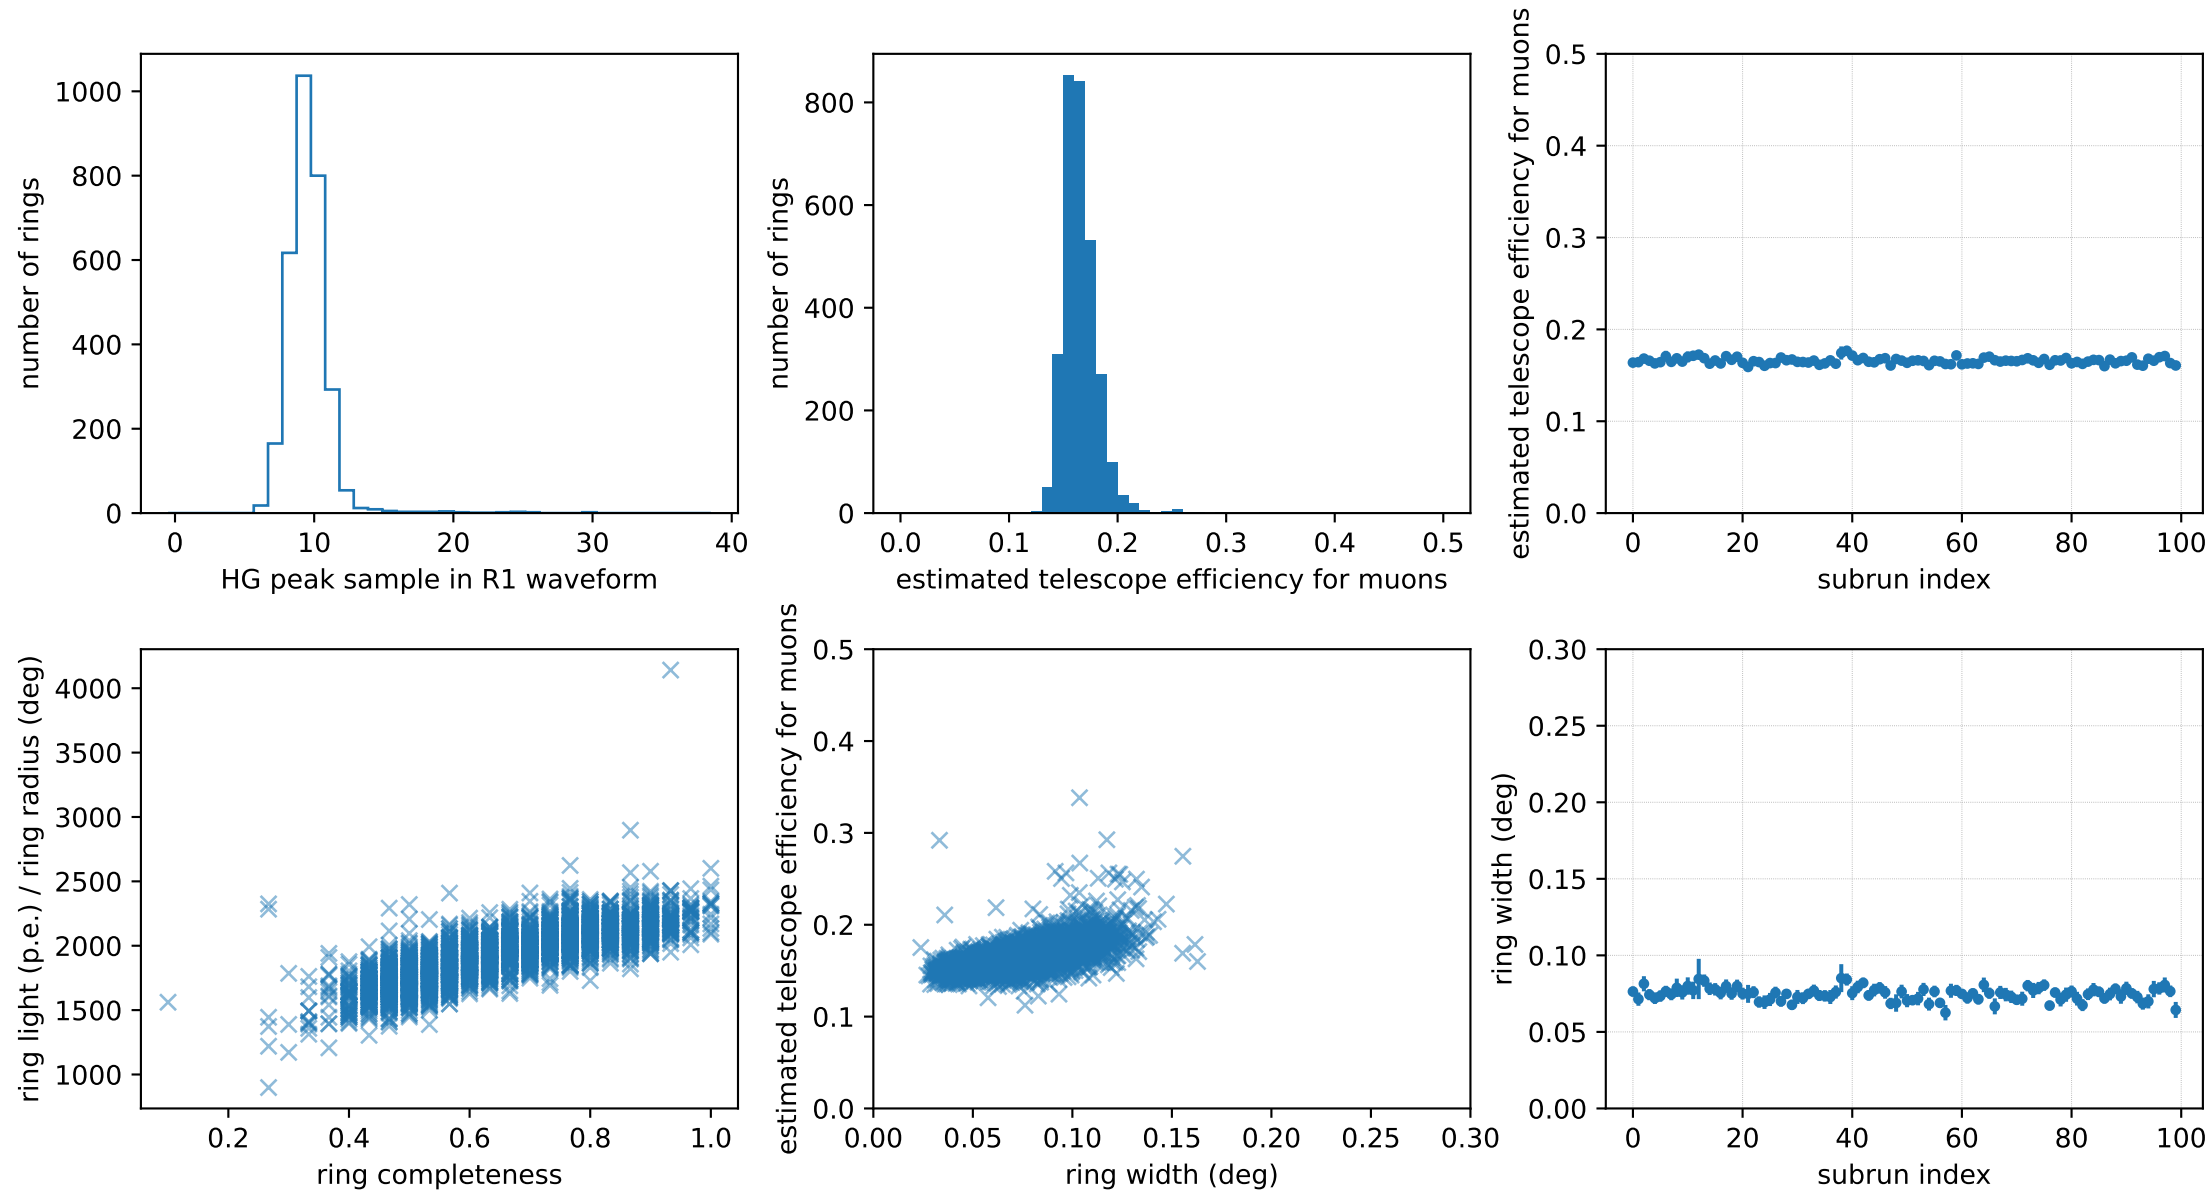 1000
800
600
400
200
0
number of rings
0 10 20 30 40
HG peak sample in R1 waveform
800
600
400
200
0
number of rings
0.0 0.1 0.2 0.3 0.4 0.5
estimated telescope efficiency for muons
0.5
0.4
0.3
0.2
0.1
0.0
estimated telescope efficiency for muons
0 20 40 60 80 100
subrun index
4000
3500
3000
2500
2000
1500
1000
ring light (p.e.) / ring radius (deg)
0.2 0.4 0.6 0.8 1.0
ring completeness
0.5
0.4
0.3
0.2
0.1
0.0
estimated telescope efficiency for muons
0.00 0.05 0.10 0.15 0.20 0.25 0.30
ring width (deg)
0.30
0.25
0.20
0.15
0.10
0.05
0.00
ring width (deg)
0 20 40 60 80 100
subrun index